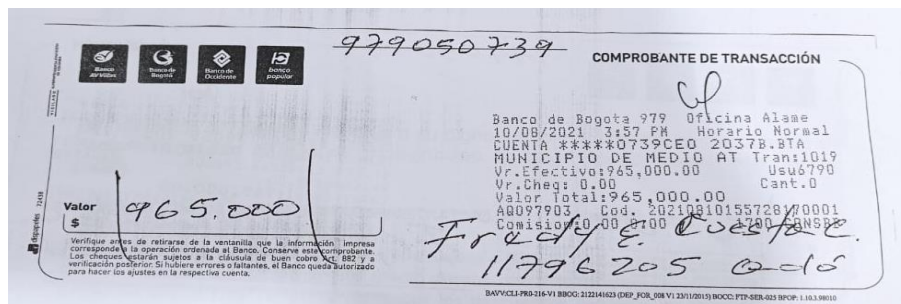 979050739
COMPROBANTE DE TRANSACCIÓN
Banco AV Villas
Banco de Bogotá
Banco de Occidente
banco popular
Banco de Bogota 979 Oficina Alame
10/08/2021 3:57 PM Horario Normal
CUENTA *****0739CEO 2037B.BTA
MUNICIPIO DE MEDIO AT Tran:1019
Vr.Efectivo:965,000.00 Usu6790
Vr.Cheq: 0.00 Cant.0
Valor Total:965,000.00
AQ097903 Cod.
Comision:0.00
Valor
$ 965.000
Verifique antes de retirarse de la ventanilla que la información impresa
corresponde a la operación ordenada al Banco. Conserve este comprobante.
Los cheques estarán sujetos a la cláusula de buen cobro Art. 882 y a
verificación posterior. Si hubiere errores o faltantes, el Banco queda autorizado
para hacer los ajustes en la respectiva cuenta.
Fredy E. Cuesta
11796205
BAVV:CLI-PRO-216-V1 BBOG: 2122141623 (DEP_FOR_008 V1 23/11/2015) BOCC: FTP-SER-025 BPOP: 1.10.3.98010